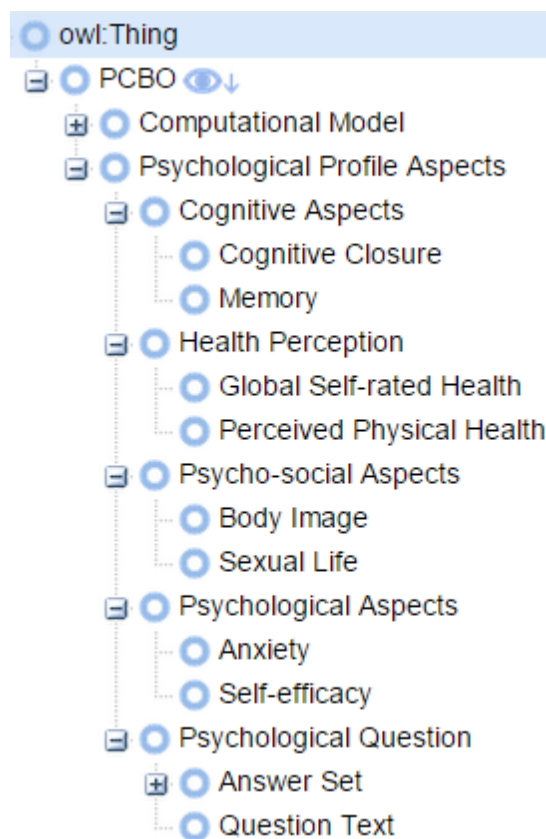 owl:Thing
PCBO
Computational Model
Psychological Profile Aspects
Cognitive Aspects
Cognitive Closure
Memory
Health Perception
Global Self-rated Health
Perceived Physical Health
Psycho-social Aspects
Body Image
Sexual Life
Psychological Aspects
Anxiety
Self-efficacy
Psychological Question
Answer Set
Question Text